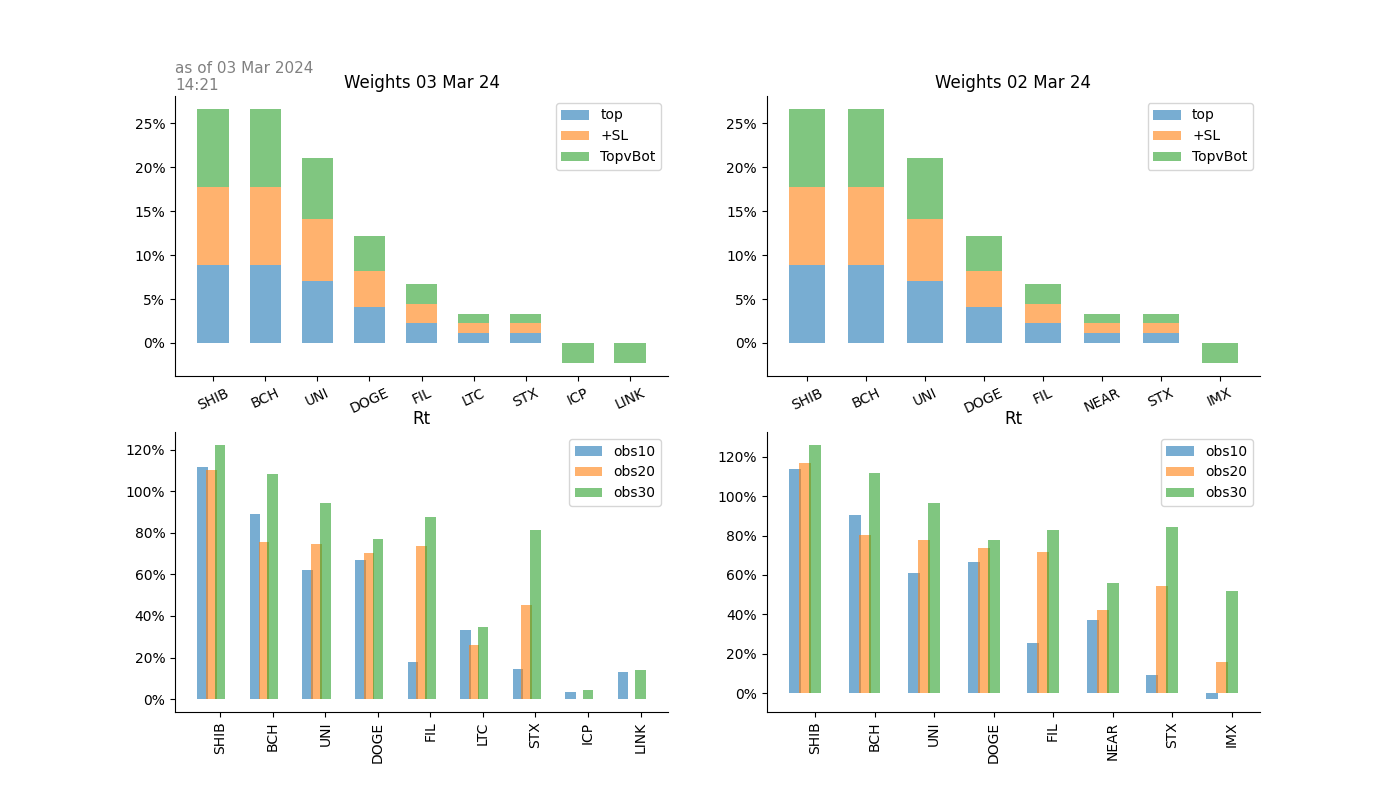 as of 03 Mar 2024
14:21
Weights 03 Mar 24
25%
20%
15%
10%
5%
0%
top
+SL
TopvBot
SHIB
BCH
UNI
DOGE
FIL
LTC
STX
ICP
LINK
Weights 02 Mar 24
25%
20%
15%
10%
5%
0%
top
+SL
TopvBot
SHIB
BCH
UNI
DOGE
FIL
NEAR
STX
IMX
Rt
120%
100%
80%
60%
40%
20%
0%
obs10
obs20
obs30
SHIB
BCH
UNI
DOGE
FIL
LTC
STX
ICP
LINK
Rt
120%
100%
80%
60%
40%
20%
0%
obs10
obs20
obs30
SHIB
BCH
UNI
DOGE
FIL
NEAR
STX
IMX